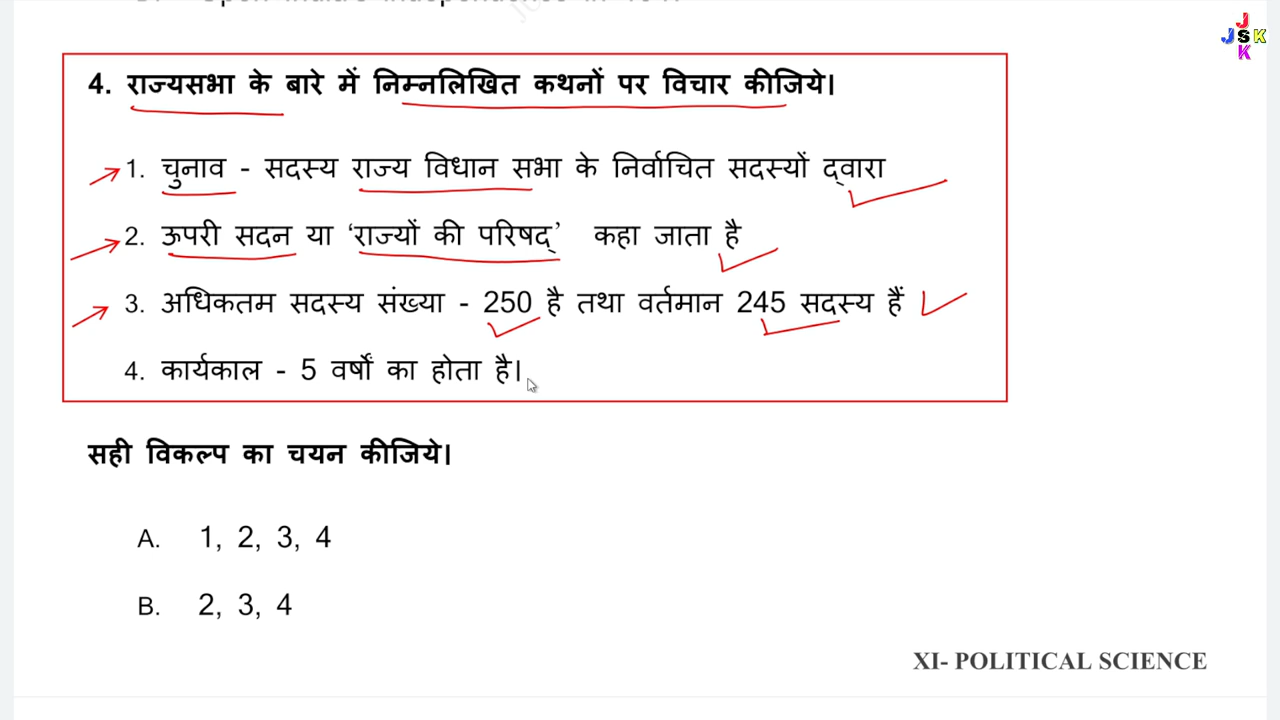 J
JSK
K
4. राज्यसभा के बारे में निम्नलिखित कथनों पर विचार कीजिये।
1. चुनाव - सदस्य राज्य विधान सभा के निर्वाचित सदस्यों द्वारा
2. ऊपरी सदन या ‘राज्यों की परिषद्’ कहा जाता है
3. अधिकतम सदस्य संख्या - 250 है तथा वर्तमान 245 सदस्य हैं
4. कार्यकाल - 5 वर्षों का होता है।
सही विकल्प का चयन कीजिये।
A. 1, 2, 3, 4
B. 2, 3, 4
XI- POLITICAL SCIENCE